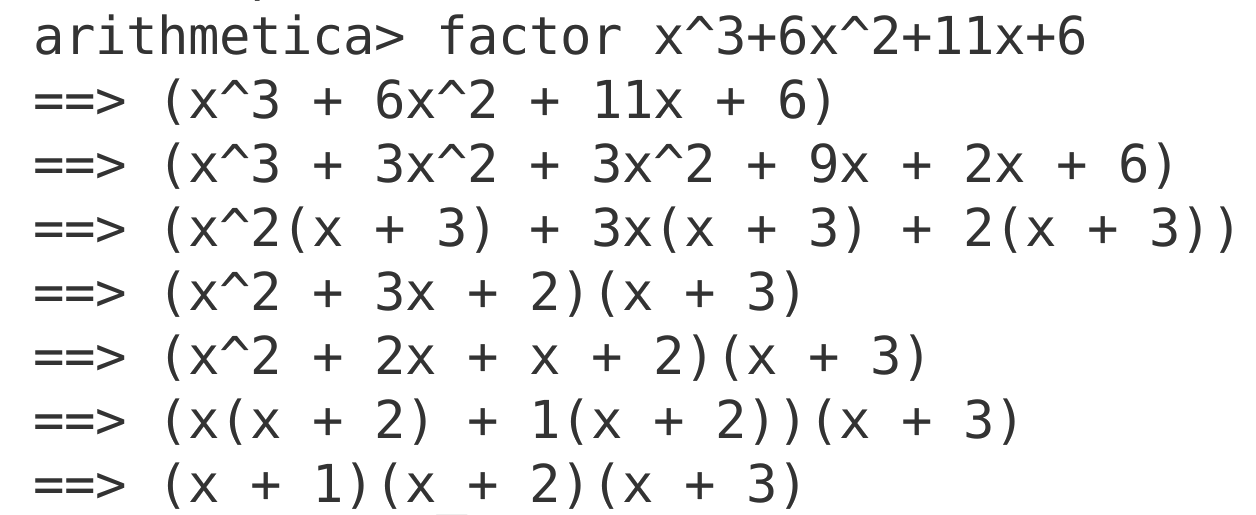 arithmetica> factor x^3+6x^2+11x+6
==> (x^3 + 6x^2 + 11x + 6)
==> (x^3 + 3x^2 + 3x^2 + 9x + 2x + 6)
==> (x^2(x + 3) + 3x(x + 3) + 2(x + 3))
==> (x^2 + 3x + 2)(x + 3)
==> (x^2 + 2x + x + 2)(x + 3)
==> (x(x + 2) + 1(x + 2))(x + 3)
==> (x + 1)(x + 2)(x + 3)